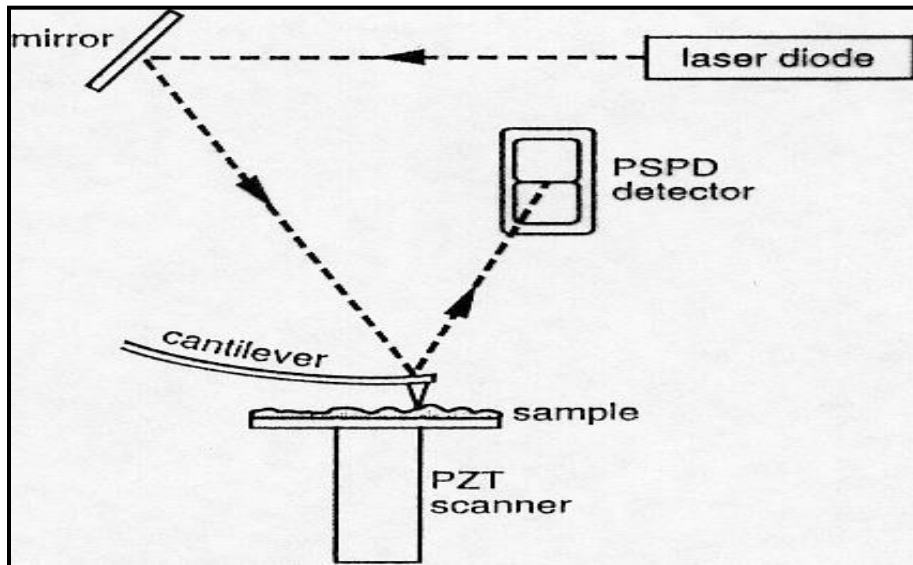 mirror
laser diode
PSPD
detector
cantilever
sample
PZT
scanner